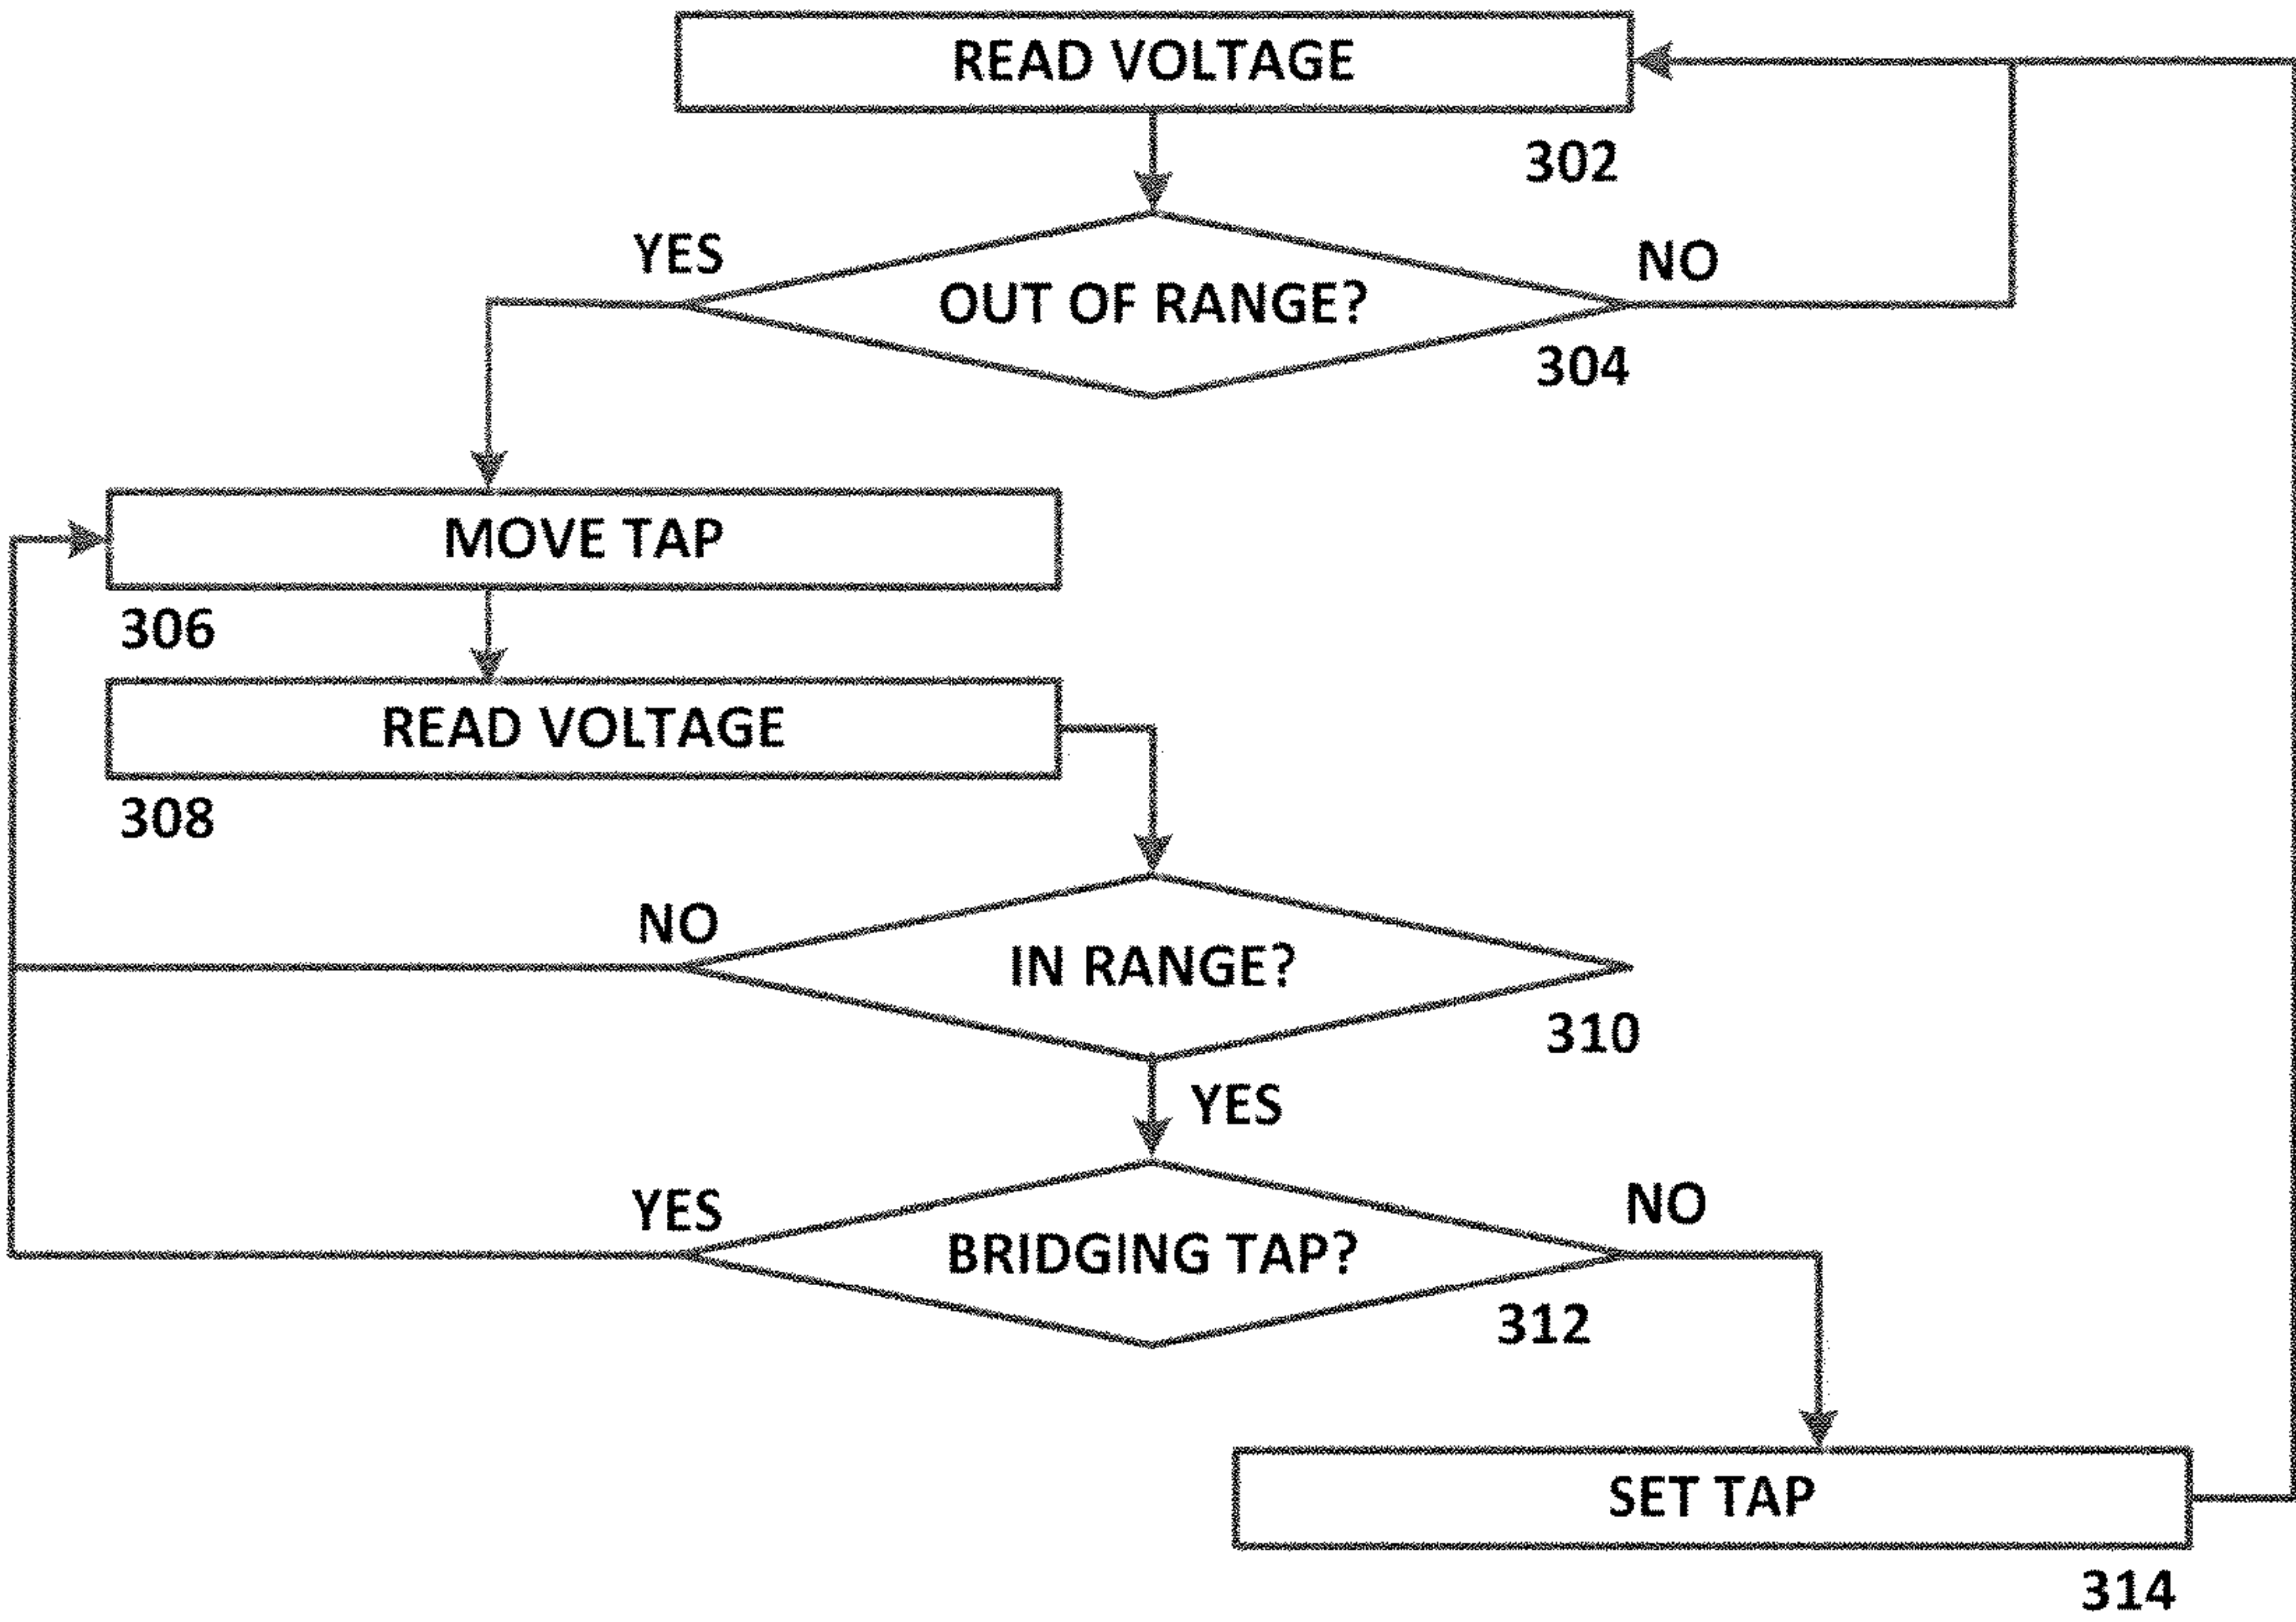 READ VOLTAGE
302
YES
NO
OUT OF RANGE?
304
MOVE TAP
306
READ VOLTAGE
308
NO
IN RANGE?
310
YES
YES
NO
BRIDGING TAP?
312
SET TAP
314